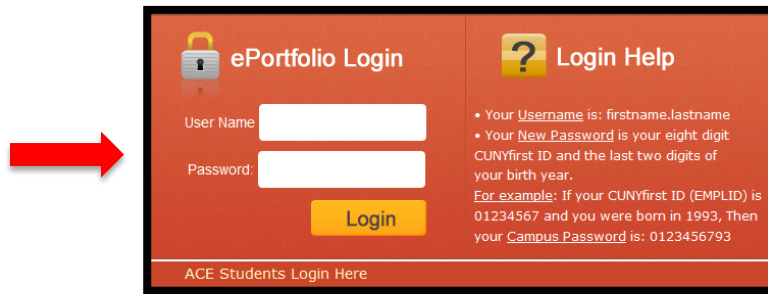 ePortfolio Login
User Name
Password:
Login
ACE Students Login Here
? Login Help
• Your Username is: firstname.lastname
• Your New Password is your eight digit
CUNYfirst ID and the last two digits of
your birth year.
For example: If your CUNYfirst ID (EMPLID) is
01234567 and you were born in 1993, Then
your Campus Password is: 0123456793